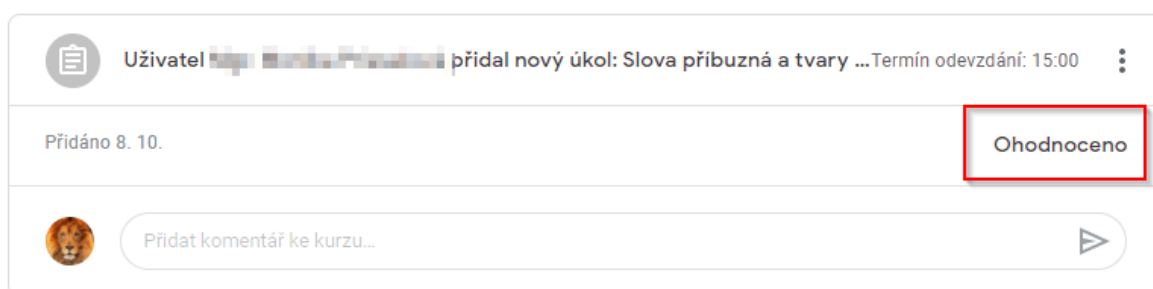 Uživatel přidal nový úkol: Slova příbuzná a tvary ... Termín odevzdání: 15:00
Přidáno 8. 10.
Ohodnoceno
Přidat komentář ke kurzu...